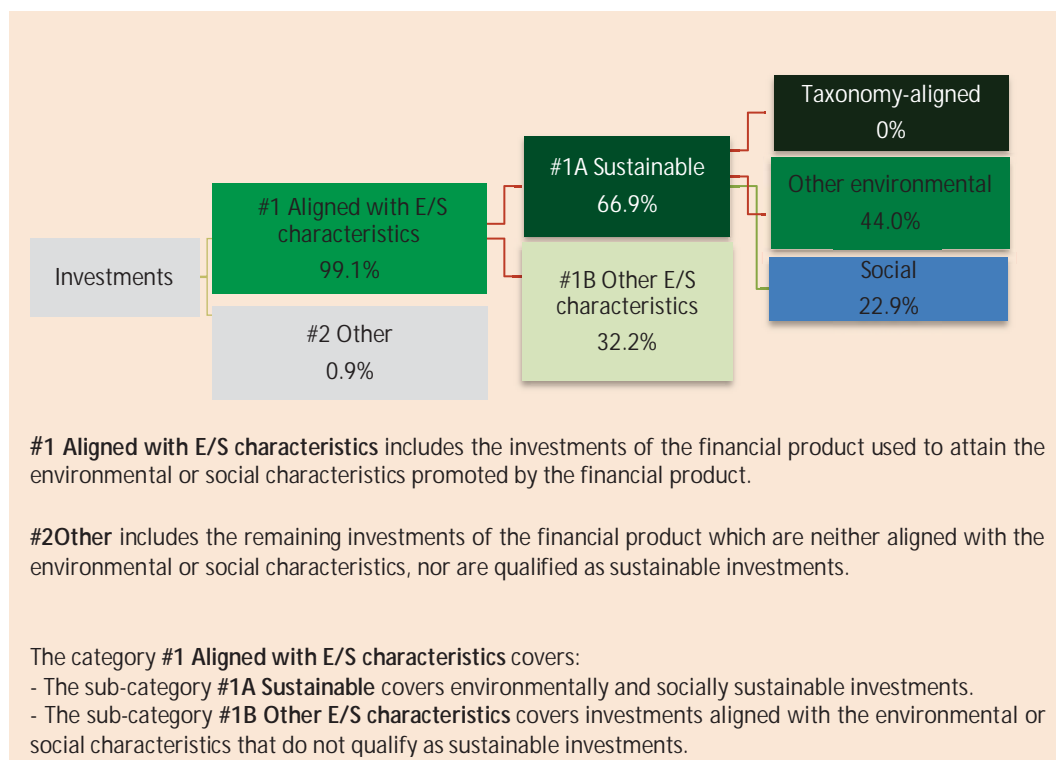 Investments
#1 Aligned with E/S
characteristics
99.1%
#2 Other
0.9%
#1A Sustainable
66.9%
#1B Other E/S
characteristics
32.2%
Taxonomy-aligned
0%
Other environmental
44.0%
Social
22.9%
#1 Aligned with E/S characteristics includes the investments of the financial product used to attain the
environmental or social characteristics promoted by the financial product.
#2Other includes the remaining investments of the financial product which are neither aligned with the
environmental or social characteristics, nor are qualified as sustainable investments.
The category #1 Aligned with E/S characteristics covers:
- The sub-category #1A Sustainable covers environmentally and socially sustainable investments.
- The sub-category #1B Other E/S characteristics covers investments aligned with the environmental or
social characteristics that do not qualify as sustainable investments.